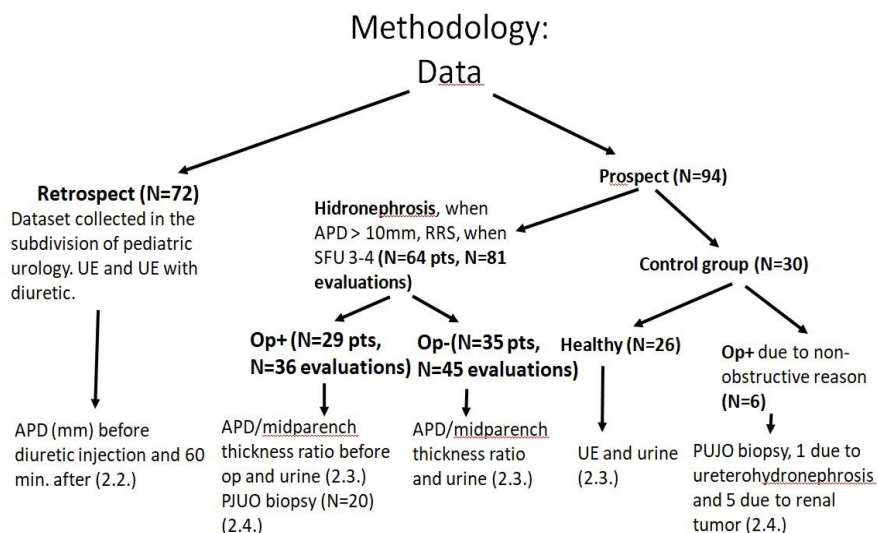 Methodology:
Data
Retrospect (N=72)
Dataset collected in the
subdivision of pediatric
urology. UE and UE with
diuretic.
APD (mm) before
diuretic injection and 60
min. after (2.2.)
Prospect (N=94)
Hidronephrosis, when
APD > 10mm, RRS, when
SFU 3-4 (N=64 pts, N=81
evaluations)
Op+ (N=29 pts,
N=36 evaluations)
APD/midparench
thickness ratio before
op and urine (2.3.)
PJUO biopsy (N=20)
(2.4.)
Op-(N=35 pts,
N=45 evaluations)
APD/midparench
thickness ratio
and urine (2.3.)
Control group (N=30)
Healthy (N=26)
UE and urine
(2.3.)
Op+ due to non-
obstructive reason
(N=6)
PUJO biopsy, 1 due to
ureterohydronephrosis
and 5 due to renal
tumor (2.4.)